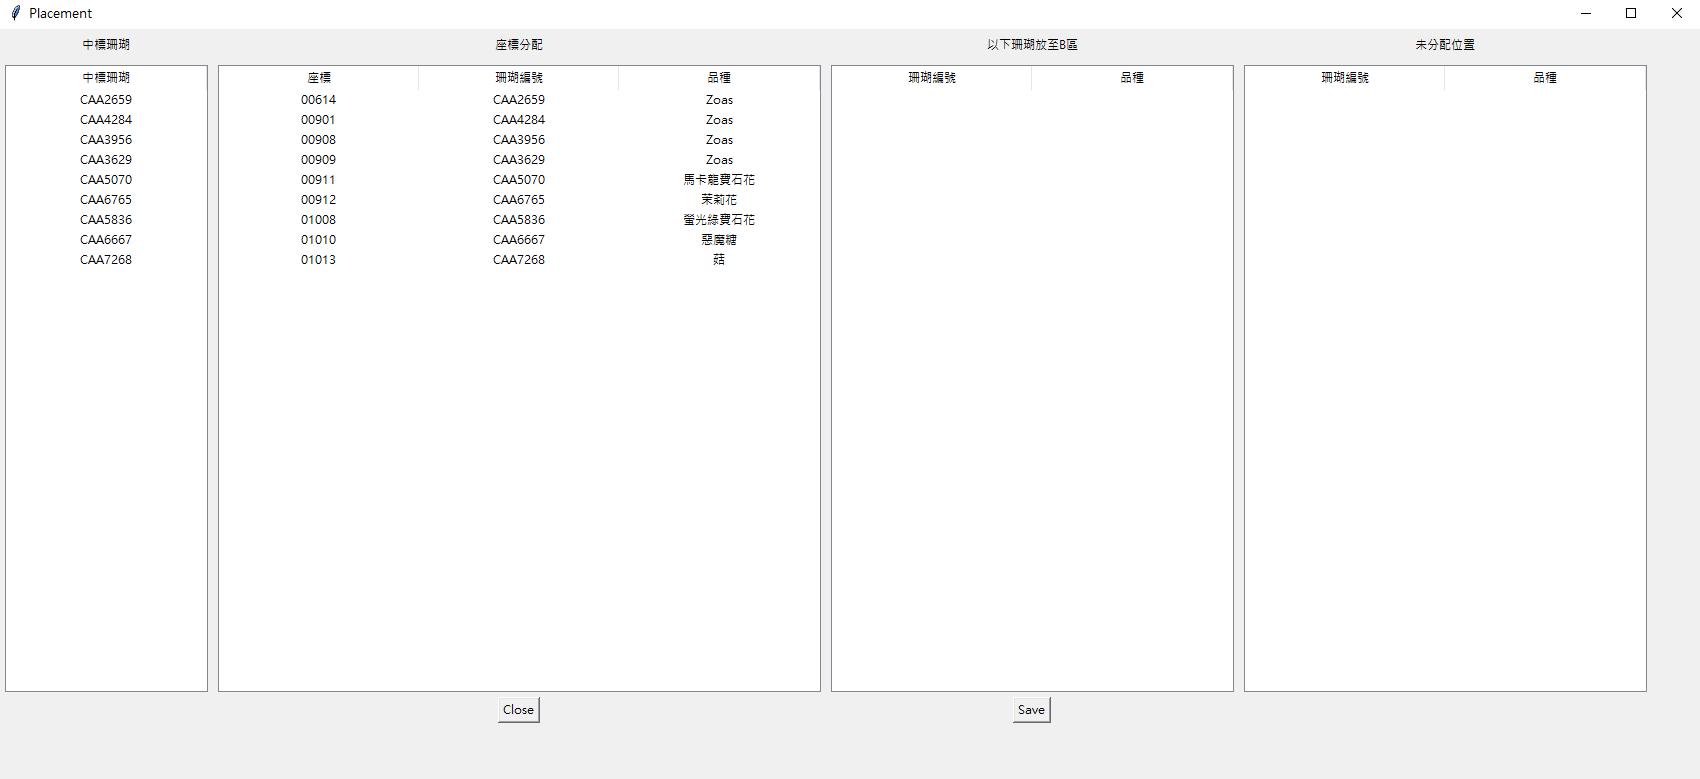 Placement
中標珊瑚 座標分配 以下珊瑚放至B區 未分配位置
中標珊瑚 座標 珊瑚編號 品種 珊瑚編號 品種 珊瑚編號 品種
CAA2659 00614 CAA2659 Zoas
CAA4284 00901 CAA4284 Zoas
CAA3956 00908 CAA3956 Zoas
CAA3629 00909 CAA3629 Zoas
CAA5070 00911 CAA5070 馬卡龍寶石花
CAA6765 00912 CAA6765 茉莉花
CAA5836 01008 CAA5836 螢光綠寶石花
CAA6667 01010 CAA6667 惡魔糖
CAA7268 01013 CAA7268 菇
Close Save